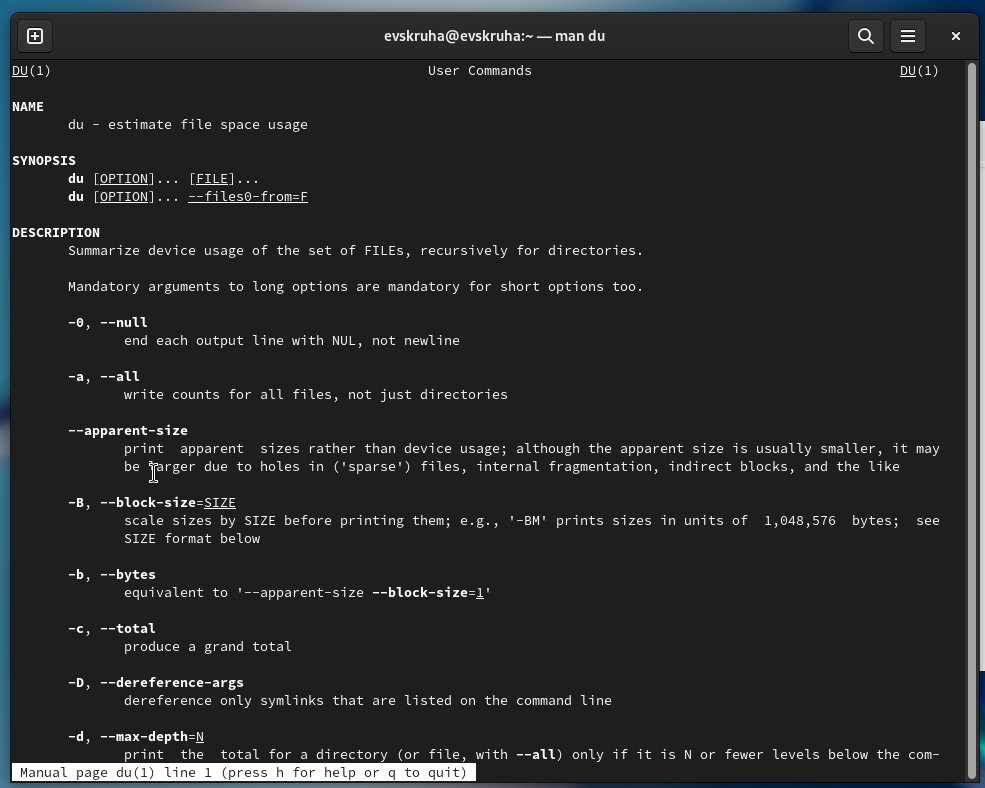 evskruha@evskruha:~ — man du
DU(1) User Commands DU(1)
NAME
du - estimate file space usage
SYNOPSIS
du [OPTION]... [FILE]...
du [OPTION]... --files0-from=F
DESCRIPTION
Summarize device usage of the set of FILEs, recursively for directories.
Mandatory arguments to long options are mandatory for short options too.
-0, --null
end each output line with NUL, not newline
-a, --all
write counts for all files, not just directories
--apparent-size
print apparent sizes rather than device usage; although the apparent size is usually smaller, it may
be larger due to holes in ('sparse') files, internal fragmentation, indirect blocks, and the like
-B, --block-size=SIZE
scale sizes by SIZE before printing them; e.g., '-BM' prints sizes in units of 1,048,576 bytes; see
SIZE format below
-b, --bytes
equivalent to '--apparent-size --block-size=1'
-c, --total
produce a grand total
-D, --dereference-args
dereference only symlinks that are listed on the command line
-d, --max-depth=N
print the total for a directory (or file, with --all) only if it is N or fewer levels below the com-
Manual page du(1) line 1 (press h for help or q to quit)